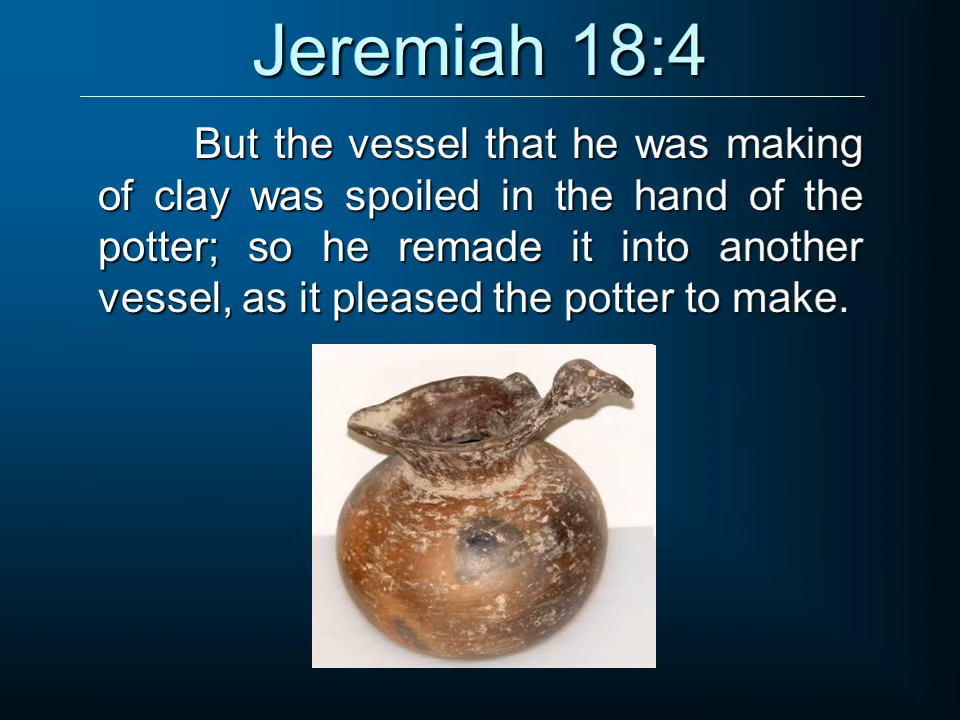 Jeremiah 18:4
But the vessel that he was making
of clay was spoiled in the hand of the
potter; so he remade it into another
vessel, as it pleased the potter to make.